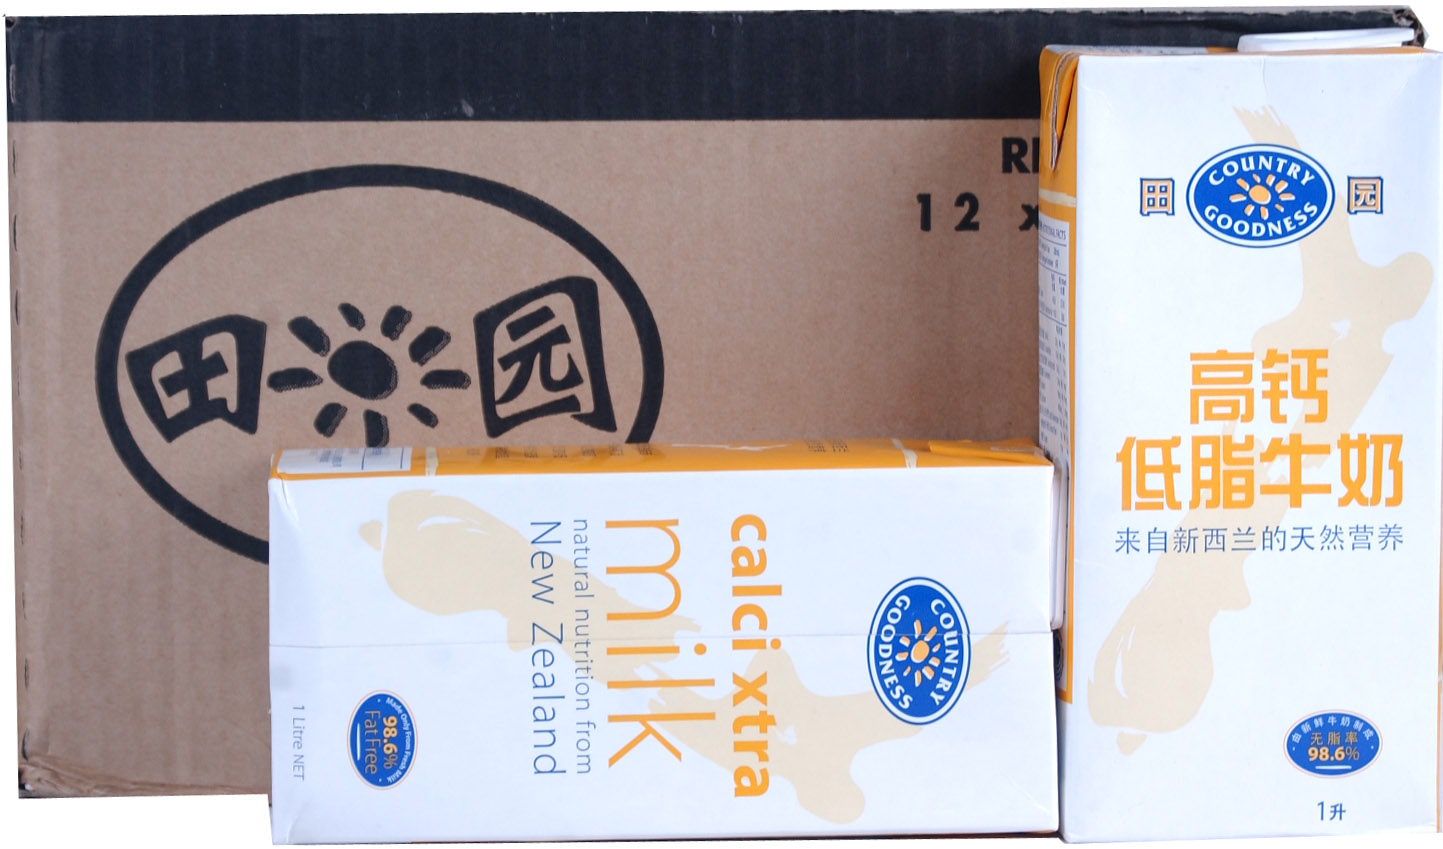 田 园
12
田 COUNTRY GOODNESS 园
高钙
低脂牛奶
来自新西兰的天然营养
由新鲜牛奶制成
无脂率
98.6%
1升
COUNTRY
GOODNESS
calci xtra
milk
natural nutrition from
New Zealand
Made Only From Fresh Milk
98.6%
Fat Free
1 Litre NET